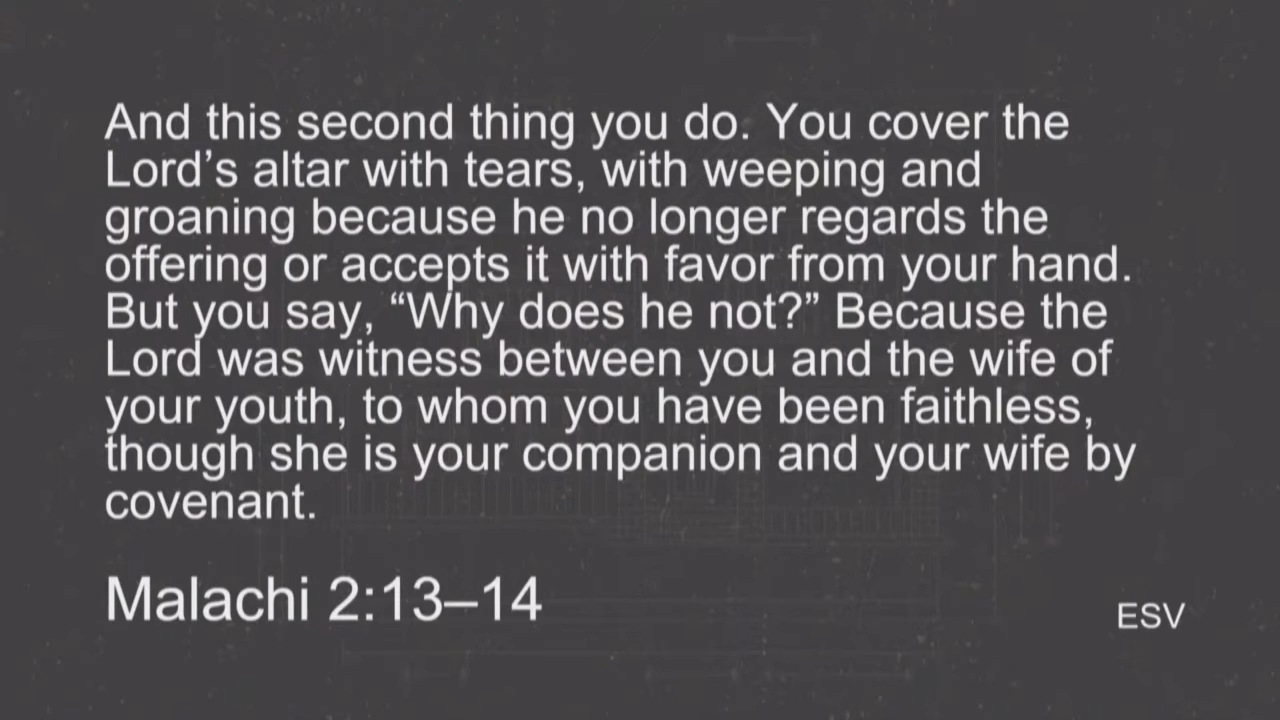 And this second thing you do. You cover the
Lord’s altar with tears, with weeping and
groaning because he no longer regards the
offering or accepts it with favor from your hand.
But you say, “Why does he not?” Because the
Lord was witness between you and the wife of
your youth, to whom you have been faithless,
though she is your companion and your wife by
covenant.
Malachi 2:13–14
ESV